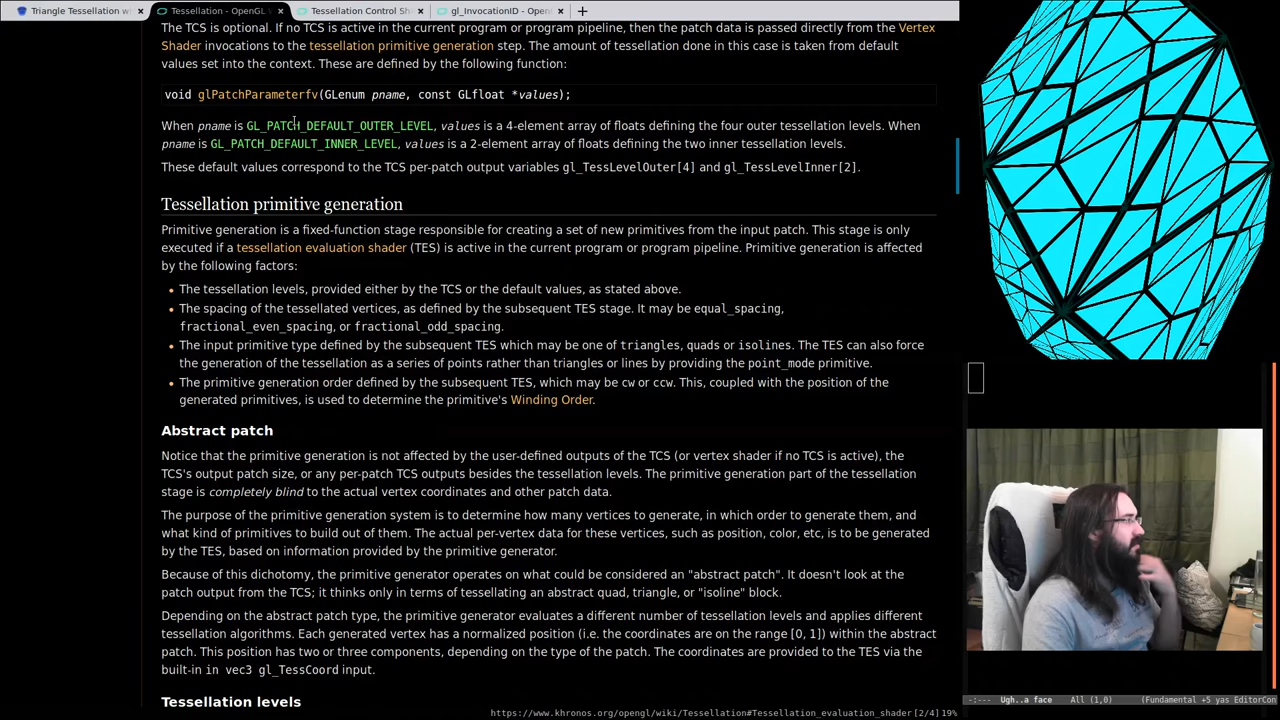 Triangle Tessellation wi × Tessellation - OpenGL W × Tessellation Control Sha × gl_InvocationID - OpenG × +
The TCS is optional. If no TCS is active in the current program or program pipeline, then the patch data is passed directly from the Vertex
Shader invocations to the tessellation primitive generation step. The amount of tessellation done in this case is taken from default
values set into the context. These are defined by the following function:
void glPatchParameterfv(GLenum pname, const GLfloat *values);
When pname is GL_PATCH_DEFAULT_OUTER_LEVEL, values is a 4-element array of floats defining the four outer tessellation levels. When
pname is GL_PATCH_DEFAULT_INNER_LEVEL, values is a 2-element array of floats defining the two inner tessellation levels.
These default values correspond to the TCS per-patch output variables gl_TessLevelOuter[4] and gl_TessLevelInner[2].
Tessellation primitive generation
Primitive generation is a fixed-function stage responsible for creating a set of new primitives from the input patch. This stage is only
executed if a tessellation evaluation shader (TES) is active in the current program or program pipeline. Primitive generation is affected
by the following factors:
• The tessellation levels, provided either by the TCS or the default values, as stated above.
• The spacing of the tessellated vertices, as defined by the subsequent TES stage. It may be equal_spacing,
fractional_even_spacing, or fractional_odd_spacing.
• The input primitive type defined by the subsequent TES which may be one of triangles, quads or isolines. The TES can also force
the generation of the tessellation as a series of points rather than triangles or lines by providing the point_mode primitive.
• The primitive generation order defined by the subsequent TES, which may be cw or ccw. This, coupled with the position of the
generated primitives, is used to determine the primitive's Winding Order.
Abstract patch
Notice that the primitive generation is not affected by the user-defined outputs of the TCS (or vertex shader if no TCS is active), the
TCS's output patch size, or any per-patch TCS outputs besides the tessellation levels. The primitive generation part of the tessellation
stage is completely blind to the actual vertex coordinates and other patch data.
The purpose of the primitive generation system is to determine how many vertices to generate, in which order to generate them, and
what kind of primitives to build out of them. The actual per-vertex data for these vertices, such as position, color, etc, is to be generated
by the TES, based on information provided by the primitive generator.
Because of this dichotomy, the primitive generator operates on what could be considered an "abstract patch". It doesn't look at the
patch output from the TCS; it thinks only in terms of tessellating an abstract quad, triangle, or "isoline" block.
Depending on the abstract patch type, the primitive generator evaluates a different number of tessellation levels and applies different
tessellation algorithms. Each generated vertex has a normalized position (i.e. the coordinates are on the range [0, 1]) within the abstract
patch. This position has two or three components, depending on the type of the patch. The coordinates are provided to the TES via the
built-in in vec3 gl_TessCoord input.
Tessellation levels
https://www.khronos.org/opengl/wiki/Tessellation#Tessellation_evaluation_shader [2/4] 19%
-:--- Ugh..a face All (1,0) (Fundamental +5 yas EditorCon